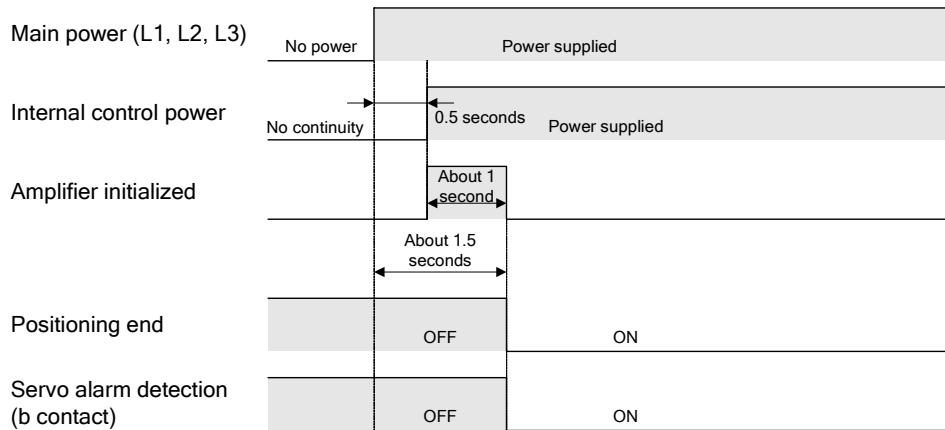 Main power (L1, L2, L3)
No power
Power supplied
Internal control power
No continuity
0.5 seconds
Power supplied
Amplifier initialized
About 1
second
About 1.5
seconds
Positioning end
OFF
ON
Servo alarm detection
(b contact)
OFF
ON